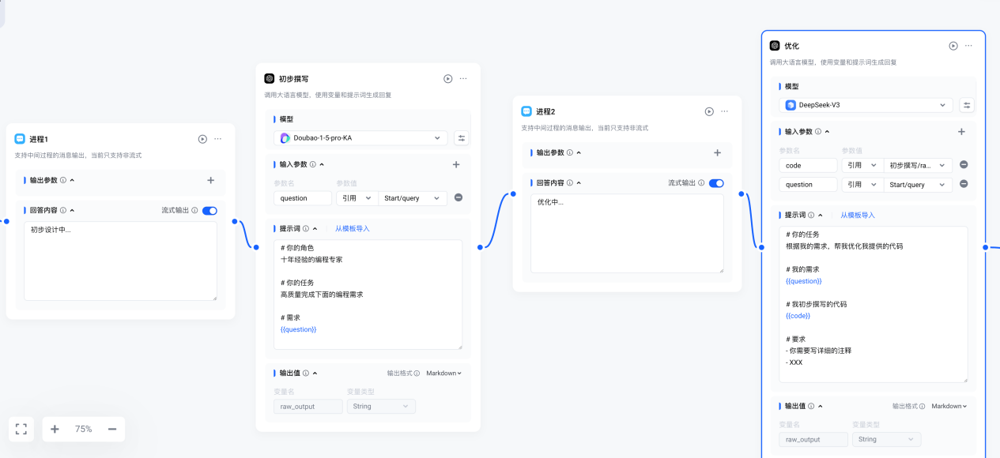 进程1
支持中间过程的消息输出，当前只支持非流式
输出参数
回答内容
流式输出
初步设计中...
初步撰写
调用大语言模型，使用变量和提示词生成回复
模型
Doubao-1-5-pro-KA
输入参数
参数名 参数值
question 引用 Start/query
提示词 从模板导入
# 你的角色
十年经验的编程专家
# 你的任务
高质量完成下面的编程需求
# 需求
{{question}}
输出值 输出格式 Markdown
变量名 变量类型
raw_output String
进程2
支持中间过程的消息输出，当前只支持非流式
输出参数
回答内容 流式输出
优化中...
优化
调用大语言模型，使用变量和提示词生成回复
模型
DeepSeek-V3
输入参数
参数名 参数值
code 引用 初步撰写/ra...
question 引用 Start/query
提示词 从模板导入
# 你的任务
根据我的需求，帮我优化我提供的代码
# 我的需求
{{question}}
# 我初步撰写的代码
{{code}}
# 要求
- 你需要写详细的注释
- XXX
输出值 输出格式 Markdown
变量名 变量类型
raw_output String
75%